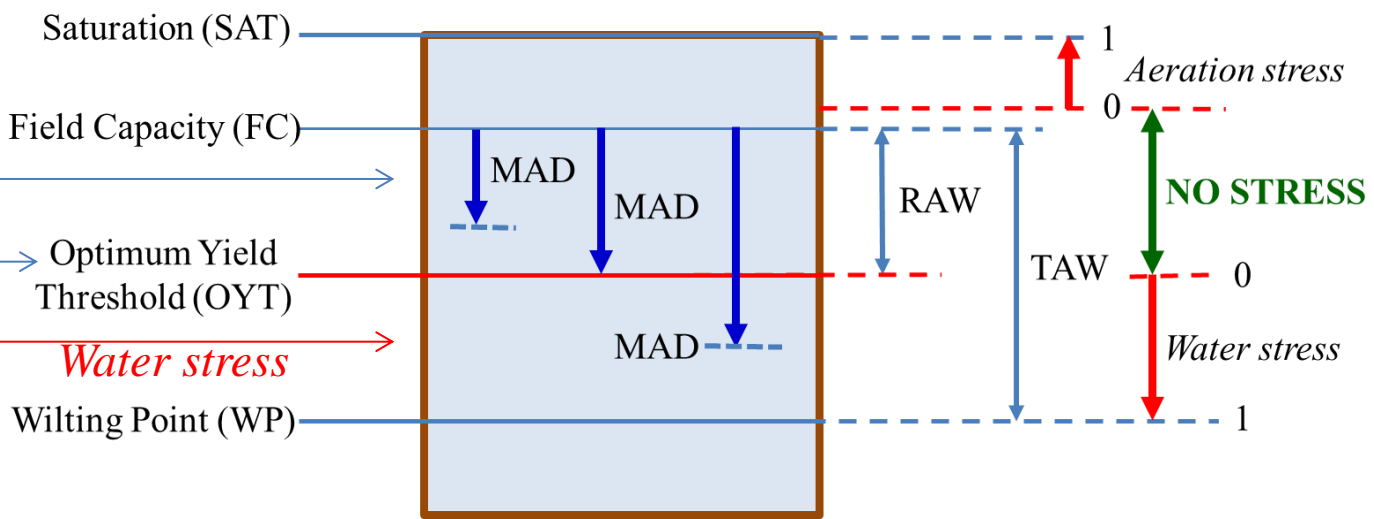 Saturation (SAT)
1
Aeration stress
0
Field Capacity (FC)
MAD
MAD
RAW
NO STRESS
Optimum Yield
Threshold (OYT)
TAW
0
Water stress
MAD
Water stress
Wilting Point (WP)
1